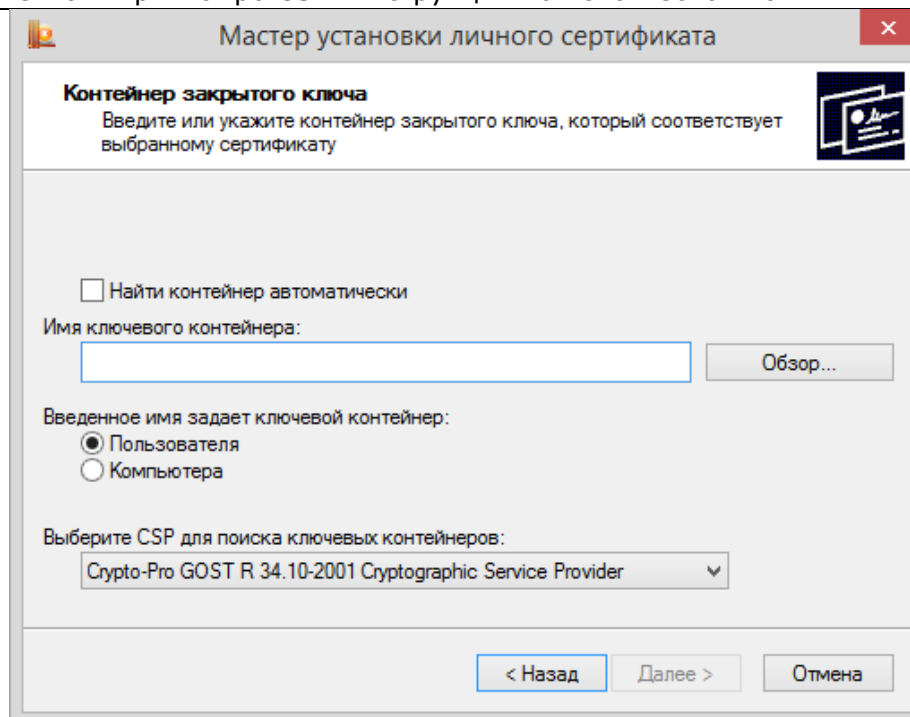 Мастер установки личного сертификата
Контейнер закрытого ключа
Введите или укажите контейнер закрытого ключа, который соответствует
выбранному сертификату
Найти контейнер автоматически
Имя ключевого контейнера:
Обзор...
Введенное имя задает ключевой контейнер:
Пользователя
Компьютера
Выберите CSP для поиска ключевых контейнеров:
Crypto-Pro GOST R 34.10-2001 Cryptographic Service Provider
< Назад Далее > Отмена